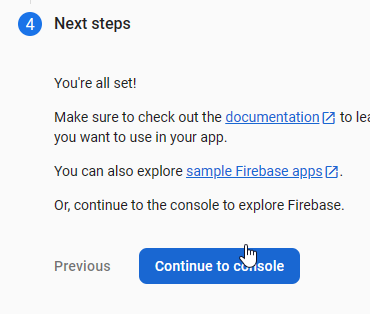 4 Next steps
You're all set!
Make sure to check out the documentation to lea
you want to use in your app.
You can also explore sample Firebase apps.
Or, continue to the console to explore Firebase.
Previous Continue to console